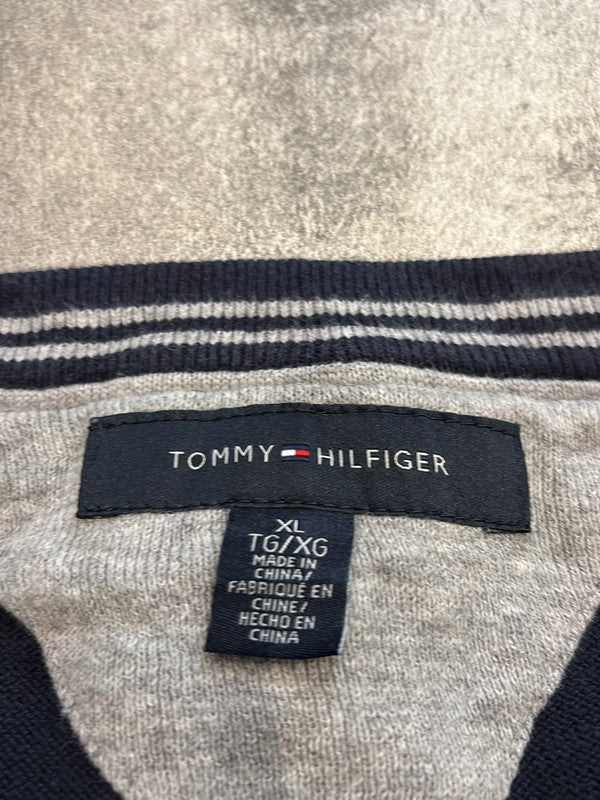 TOMMY HILFIGER
XL
TG/XG
MADE IN
CHINA/
FABRIQUÉ EN
CHINE/
HECHO EN
CHINA